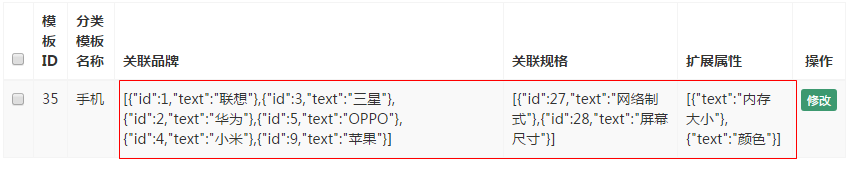 模板ID
分类模板名称
关联品牌
关联规格
扩展属性
操作
35
手机
[{"id":1,"text":"联想"},{"id":3,"text":"三星"},
{"id":2,"text":"华为"},{"id":5,"text":"OPPO"},
{"id":4,"text":"小米"},{"id":9,"text":"苹果"}]
[{"id":27,"text":"网络制
式"},{"id":28,"text":"屏幕
尺寸"}]
[{"text":"内存
大小"},
{"text":"颜色"}]
修改